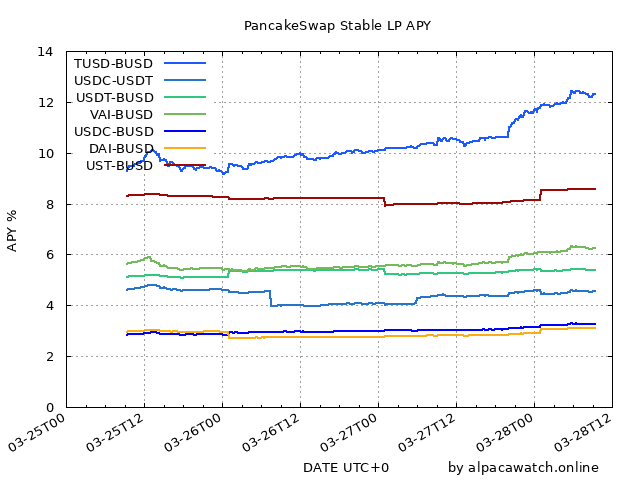 PancakeSwap Stable LP APY
14
12
10
8
6
4
2
0
APY %
TUSD-BUSD
USDC-USDT
USDT-BUSD
VAI-BUSD
USDC-BUSD
DAI-BUSD
UST-BUSD
03-25T00
03-25T12
03-26T00
03-26T12
03-27T00
03-27T12
03-28T00
03-28T12
DATE UTC+0
by alpacawatch.online